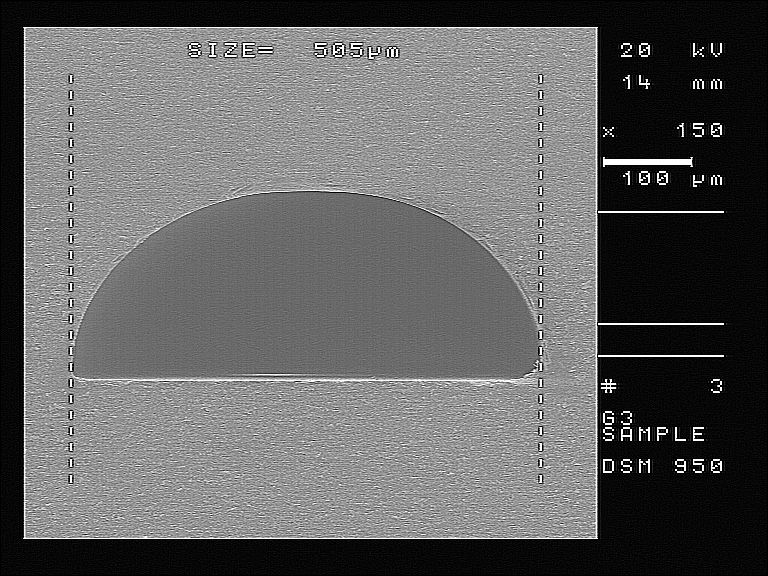 SIZE= 505µm
20 kV
14 mm
x 150
100 µm
# 3
G3
SAMPLE
DSM 950